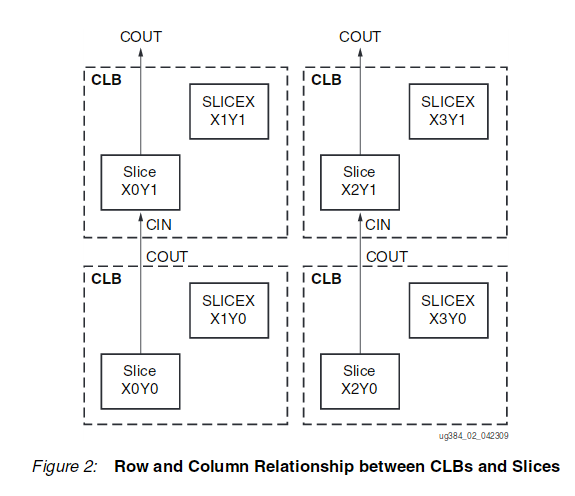 COUT COUT
CLB CLB
SLICEX
X1Y1
SLICEX
X3Y1
Slice
X0Y1
Slice
X2Y1
CIN CIN
COUT COUT
CLB CLB
SLICEX
X1Y0
SLICEX
X3Y0
Slice
X0Y0
Slice
X2Y0
ug384_02_042309
Figure 2: Row and Column Relationship between CLBs and Slices